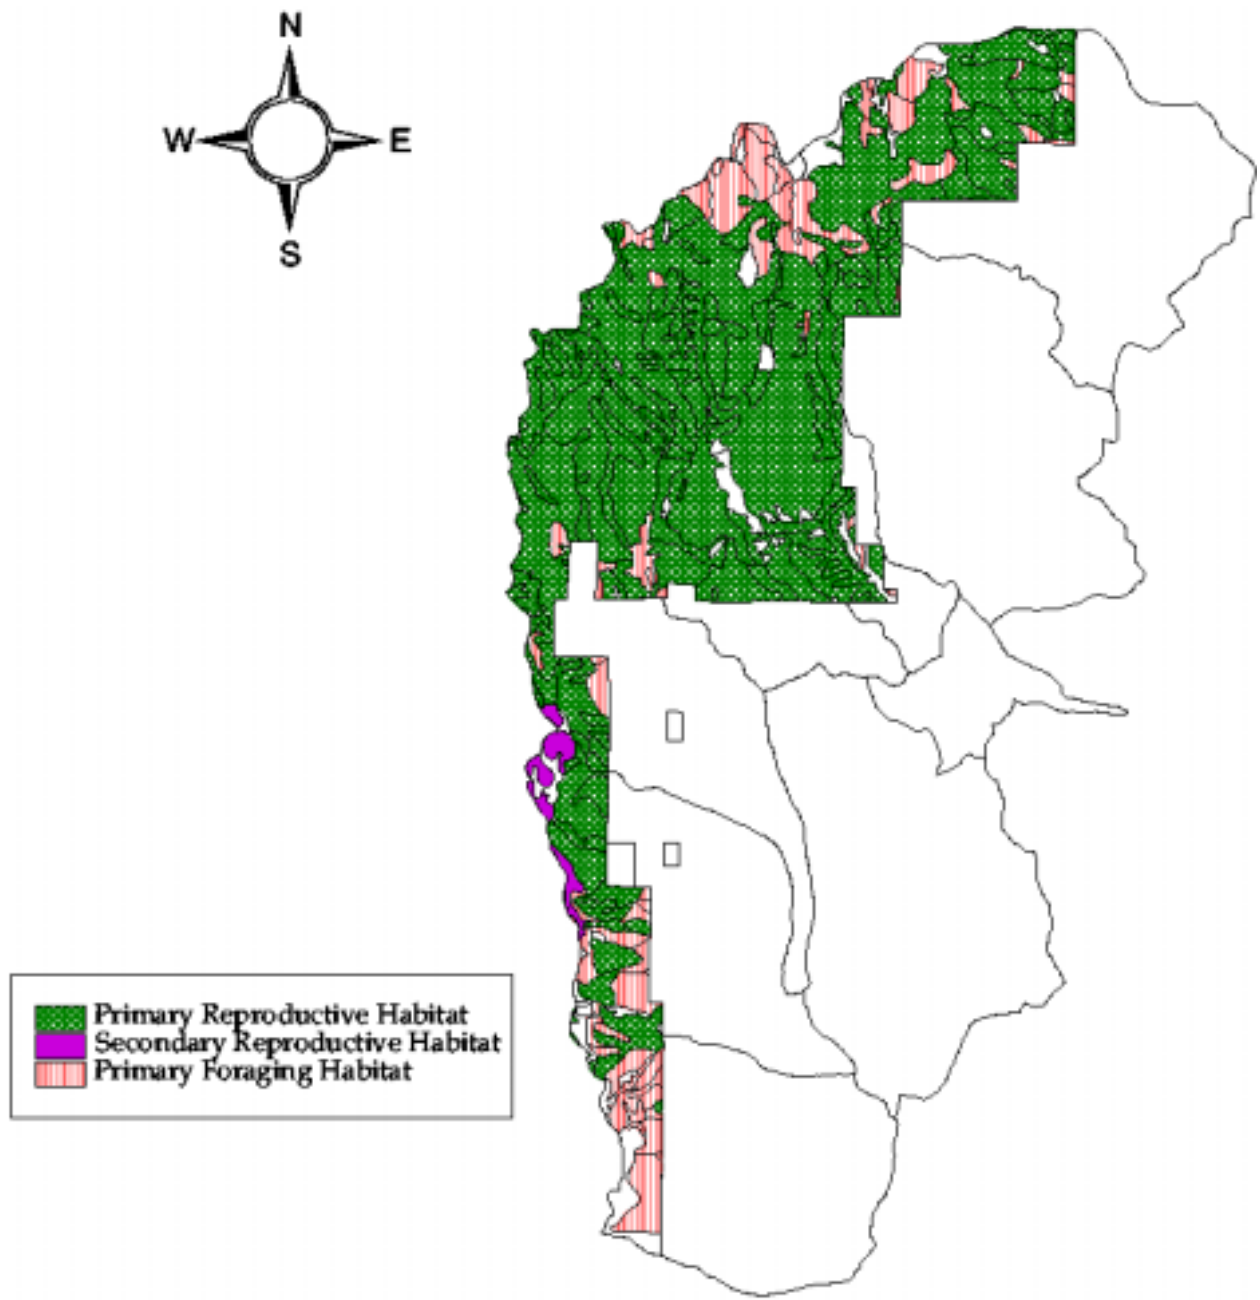 N
W E
S
Primary Reproductive Habitat
Secondary Reproductive Habitat
Primary Foraging Habitat